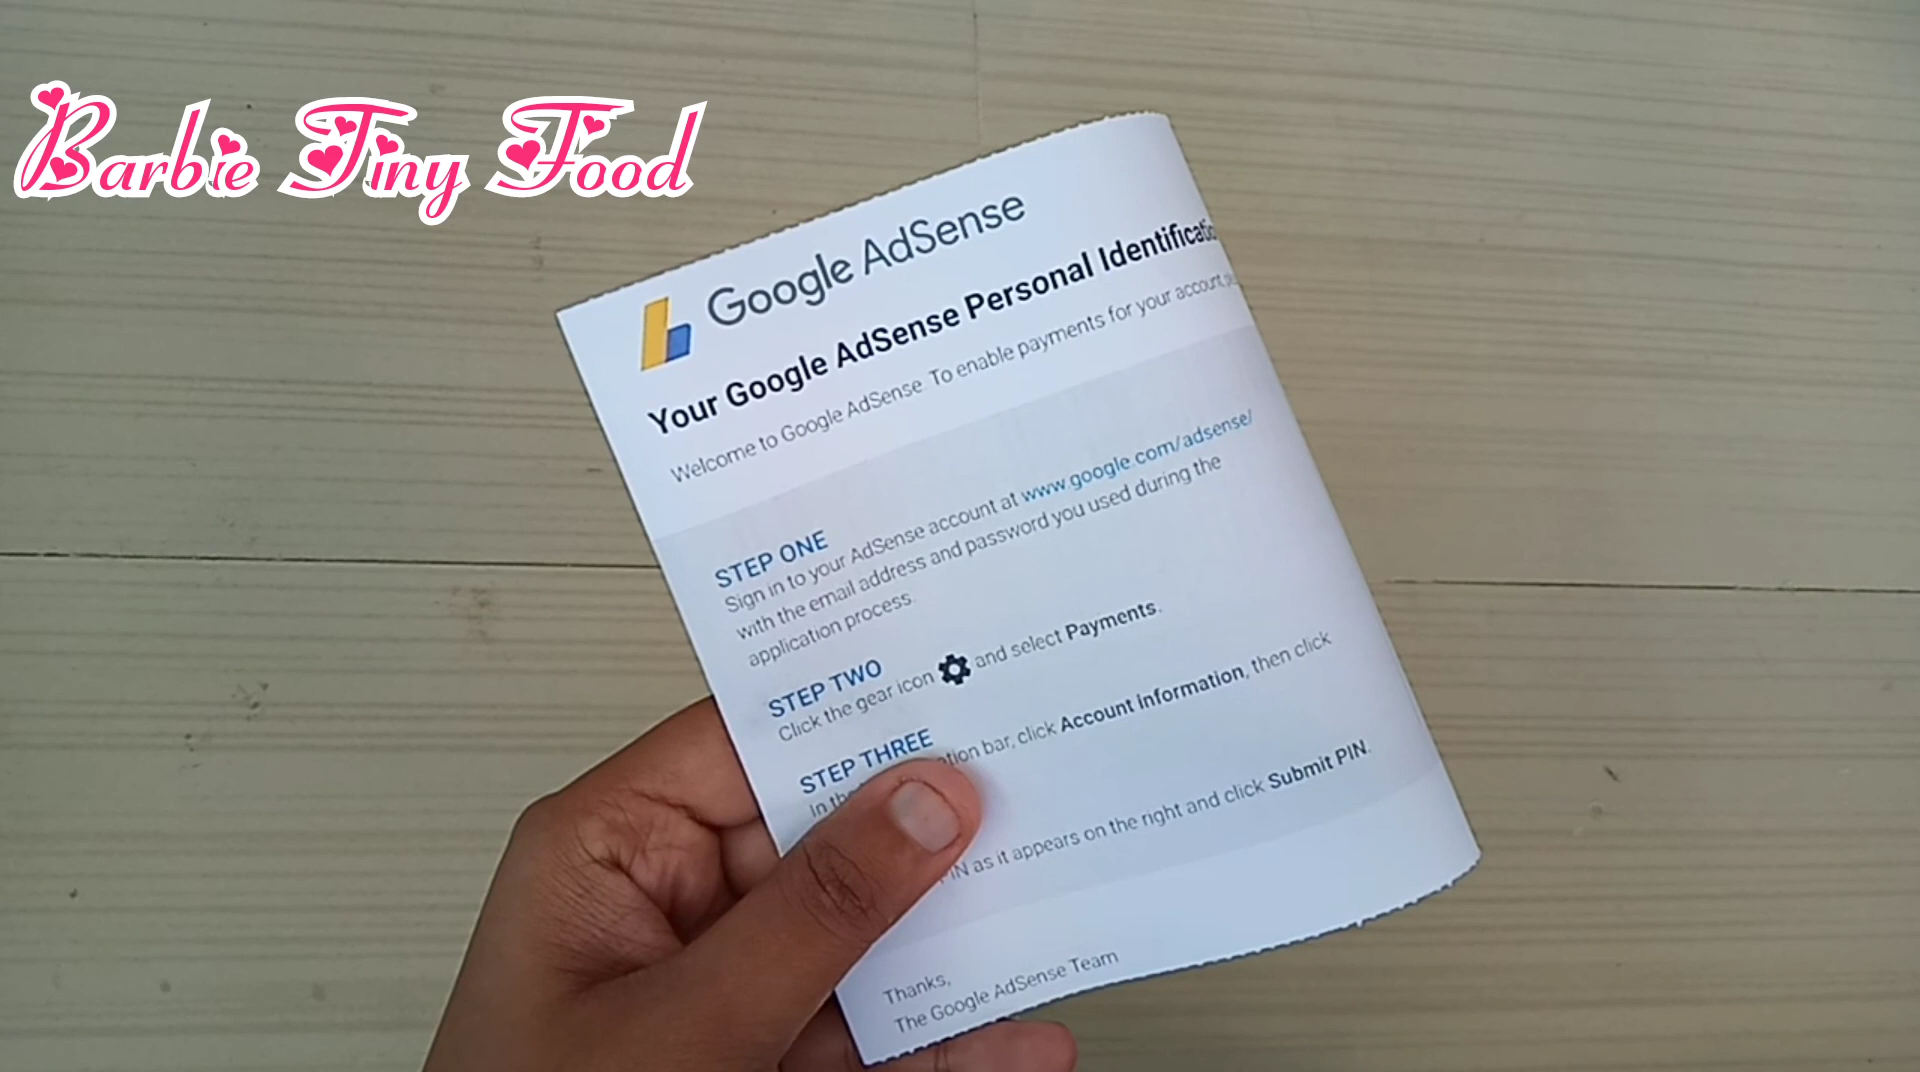 Barbie Tiny Food
Google AdSense
Your Google AdSense Personal
Welcome to Google AdSense. To enable payments for your account,
STEP ONE
Sign in to your AdSense account at www.google.com/adsense/
with the email address and password you used during the
application process.
STEP TWO
Click the gear icon and select Payments.
STEP THREE
In bar, click Account information, then click
PIN as it appears on the right and click Submit PIN.
Thanks,
The Google AdSense Team